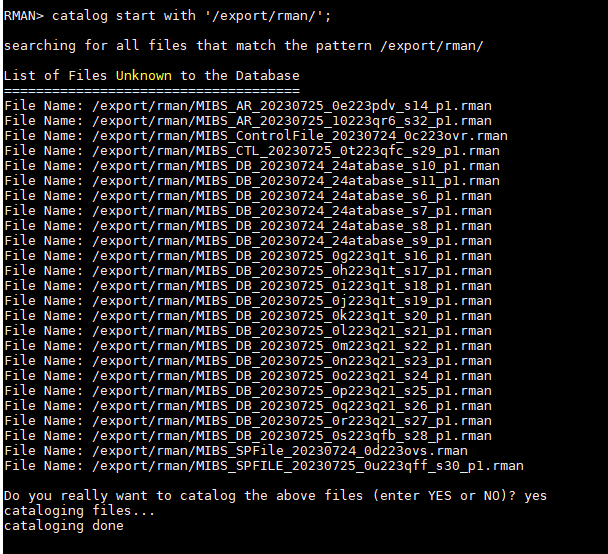 RMAN> catalog start with '/export/rman/';
searching for all files that match the pattern /export/rman/
List of Files Unknown to the Database
=====================================
File Name: /export/rman/MIBS_AR_20230725_0e223pdv_s14_p1.rman
File Name: /export/rman/MIBS_AR_20230725_10223qr6_s32_p1.rman
File Name: /export/rman/MIBS_ControlFile_20230724_0c223ovr.rman
File Name: /export/rman/MIBS_CTL_20230725_0t223qfc_s29_p1.rman
File Name: /export/rman/MIBS_DB_20230724_24atabase_s10_p1.rman
File Name: /export/rman/MIBS_DB_20230724_24atabase_s11_p1.rman
File Name: /export/rman/MIBS_DB_20230724_24atabase_s6_p1.rman
File Name: /export/rman/MIBS_DB_20230724_24atabase_s7_p1.rman
File Name: /export/rman/MIBS_DB_20230724_24atabase_s8_p1.rman
File Name: /export/rman/MIBS_DB_20230724_24atabase_s9_p1.rman
File Name: /export/rman/MIBS_DB_20230725_0g223q1t_s16_p1.rman
File Name: /export/rman/MIBS_DB_20230725_0h223q1t_s17_p1.rman
File Name: /export/rman/MIBS_DB_20230725_0i223q1t_s18_p1.rman
File Name: /export/rman/MIBS_DB_20230725_0j223q1t_s19_p1.rman
File Name: /export/rman/MIBS_DB_20230725_0k223q1t_s20_p1.rman
File Name: /export/rman/MIBS_DB_20230725_0l223q21_s21_p1.rman
File Name: /export/rman/MIBS_DB_20230725_0m223q21_s22_p1.rman
File Name: /export/rman/MIBS_DB_20230725_0n223q21_s23_p1.rman
File Name: /export/rman/MIBS_DB_20230725_0o223q21_s24_p1.rman
File Name: /export/rman/MIBS_DB_20230725_0p223q21_s25_p1.rman
File Name: /export/rman/MIBS_DB_20230725_0q223q21_s26_p1.rman
File Name: /export/rman/MIBS_DB_20230725_0r223q21_s27_p1.rman
File Name: /export/rman/MIBS_DB_20230725_0s223qfb_s28_p1.rman
File Name: /export/rman/MIBS_SPFile_20230724_0d223ovs.rman
File Name: /export/rman/MIBS_SPFILE_20230725_0u223qff_s30_p1.rman
Do you really want to catalog the above files (enter YES or NO)? yes
cataloging files...
cataloging done